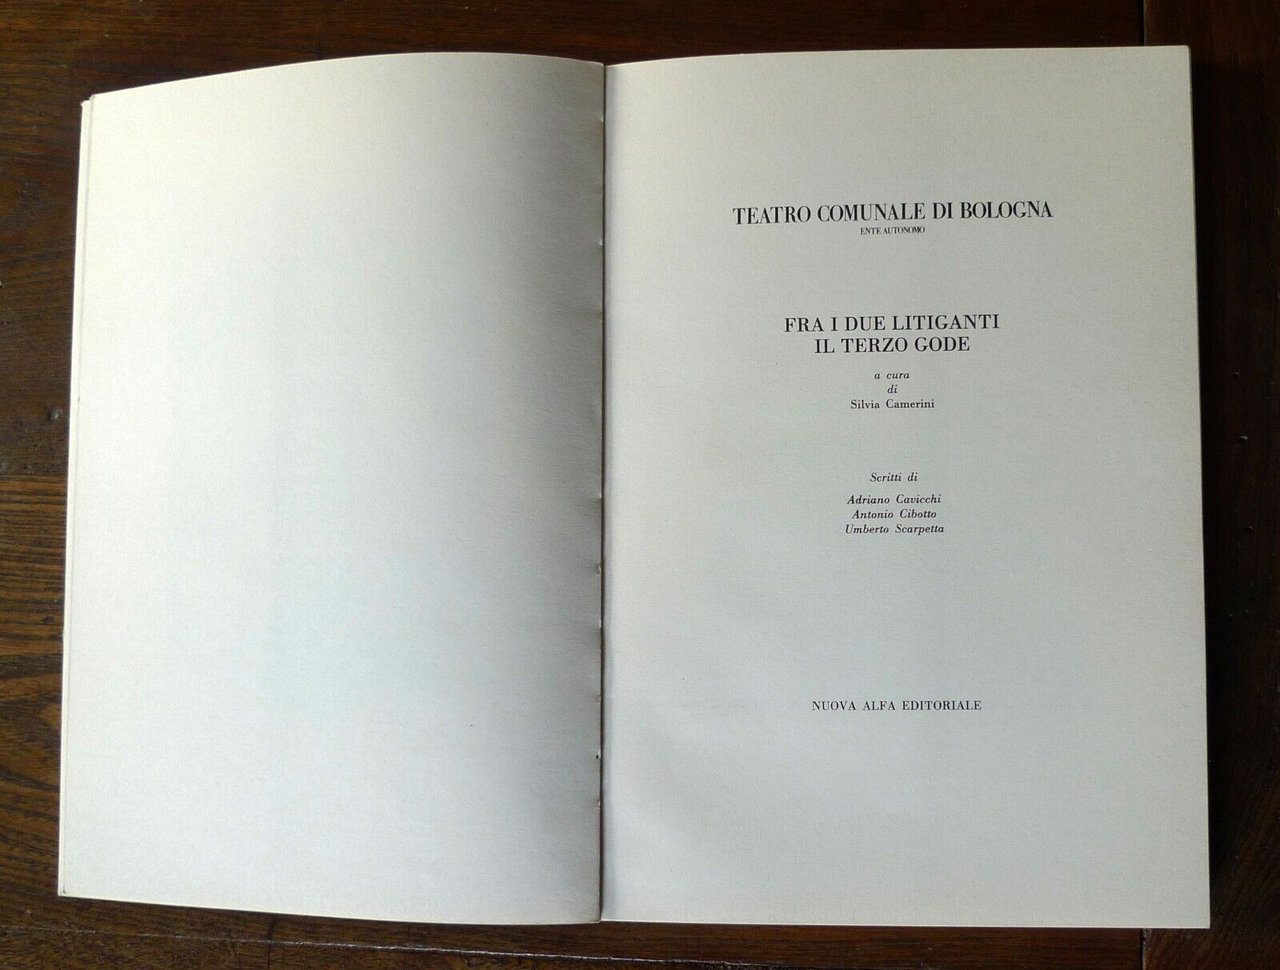 TEATRO COMUNALE DI BOLOGNA
ENTE AUTONOMO
FRA I DUE LITIGANTI
IL TERZO GODE
a cura
di
Silvia Camerini
Scritti di
Adriano Cavicchi
Antonio Cibotto
Umberto Scarpetta
NUOVA ALFA EDITORIALE